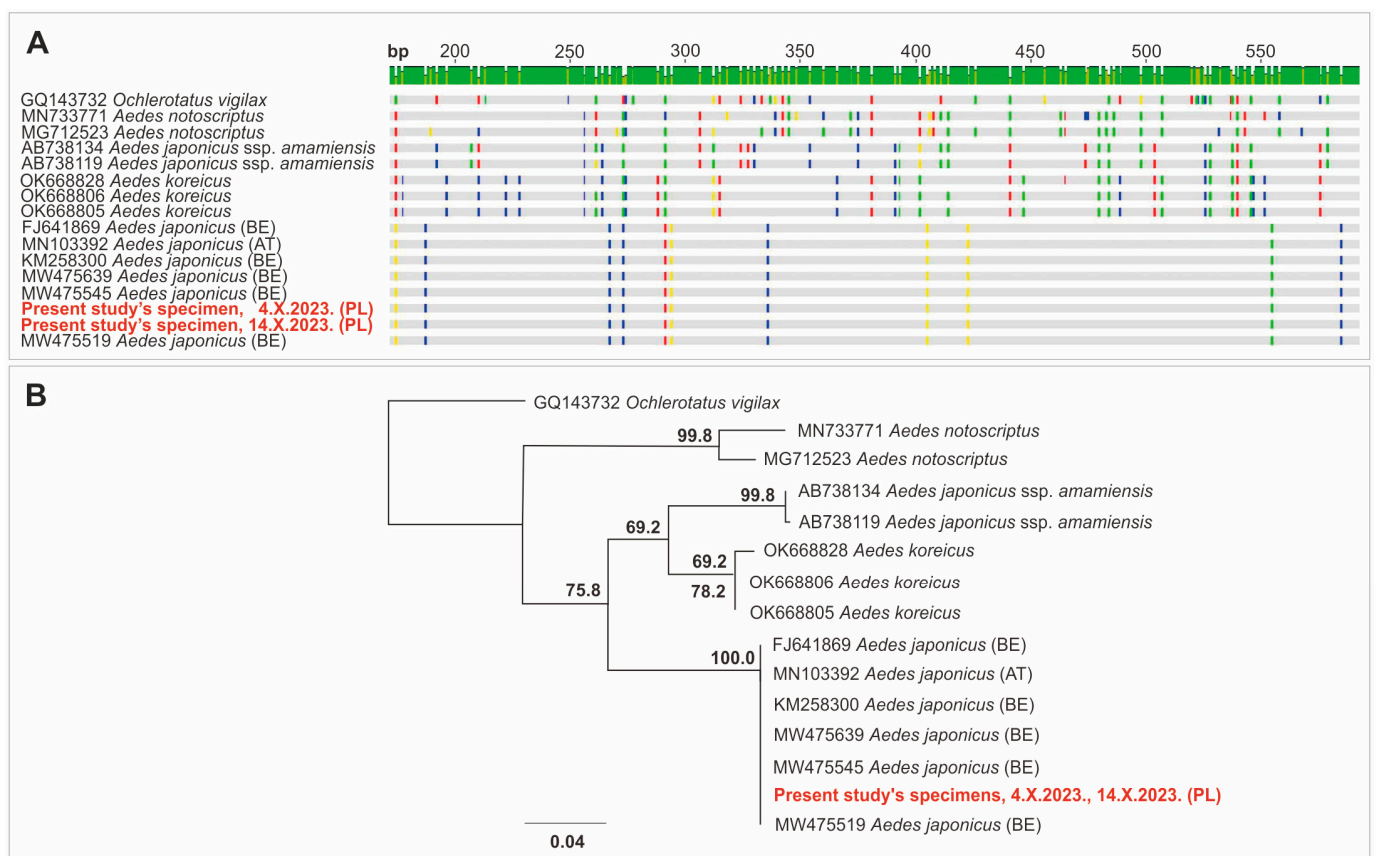 A
bp 200 250 300 350 400 450 500 550
GQ143732 Ochlerotatus vigilax
MN733771 Aedes notoscriptus
MG712523 Aedes notoscriptus
AB738134 Aedes japonicus ssp. amamiensis
AB738119 Aedes japonicus ssp. amamiensis
OK668828 Aedes koreicus
OK668806 Aedes koreicus
OK668805 Aedes koreicus
FJ641869 Aedes japonicus (BE)
MN103392 Aedes japonicus (AT)
KM258300 Aedes japonicus (BE)
MW475639 Aedes japonicus (BE)
MW475545 Aedes japonicus (BE)
Present study's specimen, 4.X.2023. (PL)
Present study's specimen, 14.X.2023. (PL)
MW475519 Aedes japonicus (BE)
B
GQ143732 Ochlerotatus vigilax
99.8
MN733771 Aedes notoscriptus
MG712523 Aedes notoscriptus
99.8
AB738134 Aedes japonicus ssp. amamiensis
AB738119 Aedes japonicus ssp. amamiensis
69.2
OK668828 Aedes koreicus
69.2
OK668806 Aedes koreicus
75.8
78.2
OK668805 Aedes koreicus
FJ641869 Aedes japonicus (BE)
100.0
MN103392 Aedes japonicus (AT)
KM258300 Aedes japonicus (BE)
MW475639 Aedes japonicus (BE)
MW475545 Aedes japonicus (BE)
Present study's specimens, 4.X.2023., 14.X.2023. (PL)
MW475519 Aedes japonicus (BE)
0.04